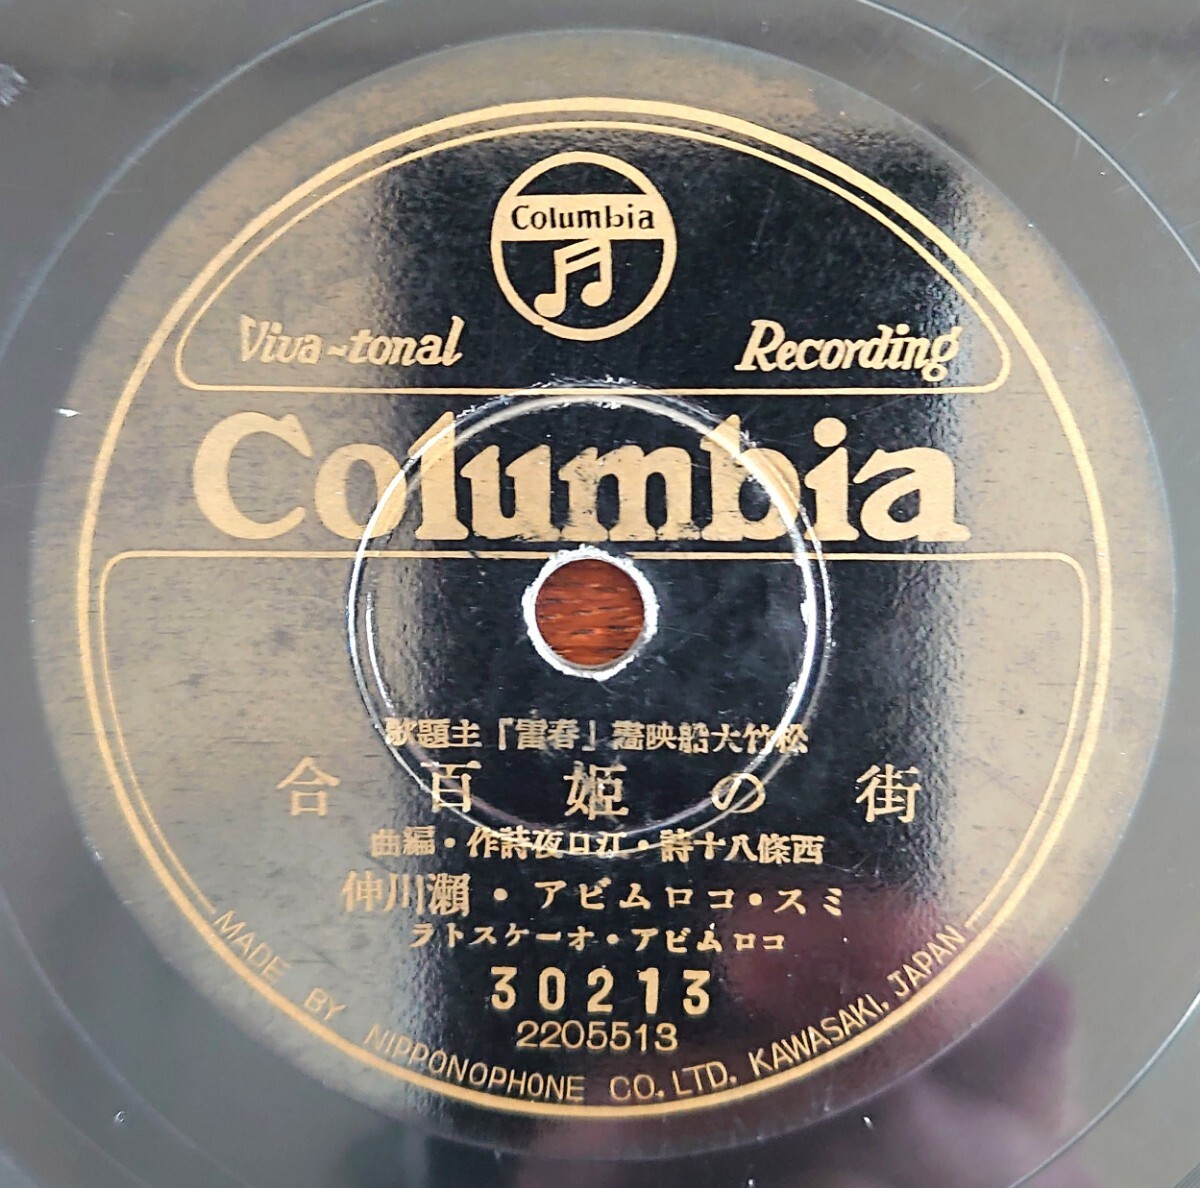 Columbia
Viva-tonal Recording
Columbia
松竹大船映畫「春雷」主題歌
街の姫百合
西條八十詩・江口夜詩作・編曲
ミス・コロムビア・瀨川伸
コロムビア・オーケストラ
30213
2205513
MADE BY NIPPONOPHONE CO. LTD. KAWASAKI, JAPAN